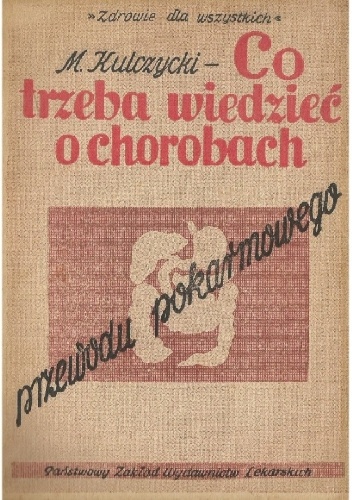 »Zdrowie dla wszystkich«
M. Kulczycki – Co
trzeba wiedzieć
o chorobach
przewodu pokarmowego
Państwowy Zakład Wydawnictw Lekarskich